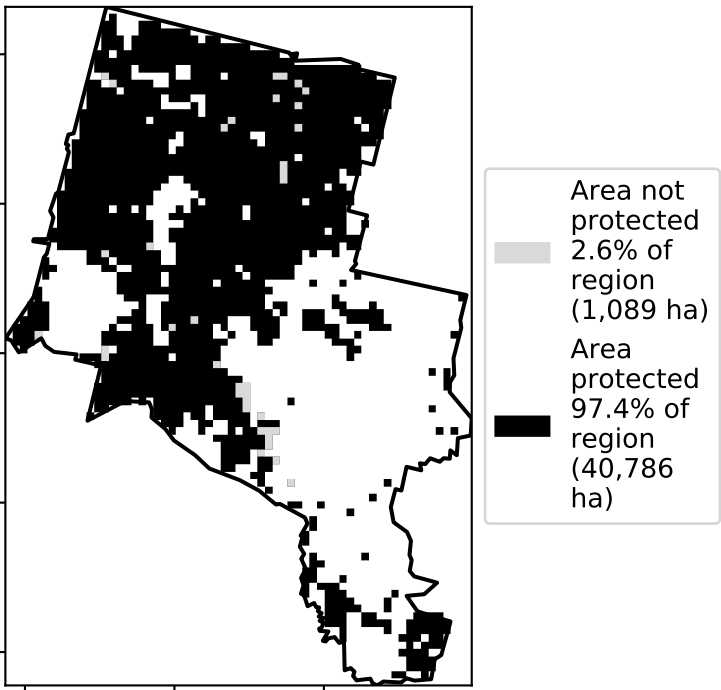 Area not
protected
2.6% of
region
(1,089 ha)
Area
protected
97.4% of
region
(40,786
ha)